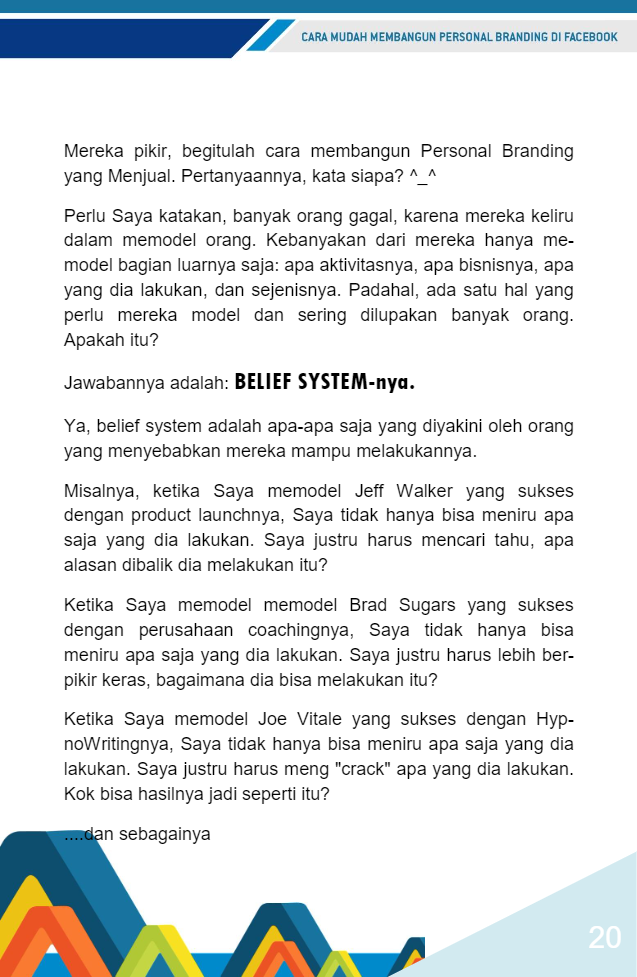 CARA MUDAH MEMBANGUN PERSONAL BRANDING DI FACEBOOK
Mereka pikir, begitulah cara membangun Personal Branding
yang Menjual. Pertanyaannya, kata siapa? ^_^
Perlu Saya katakan, banyak orang gagal, karena mereka keliru
dalam memodel orang. Kebanyakan dari mereka hanya me-
model bagian luarnya saja: apa aktivitasnya, apa bisnisnya, apa
yang dia lakukan, dan sejenisnya. Padahal, ada satu hal yang
perlu mereka model dan sering dilupakan banyak orang.
Apakah itu?
Jawabannya adalah: BELIEF SYSTEM-nya.
Ya, belief system adalah apa-apa saja yang diyakini oleh orang
yang menyebabkan mereka mampu melakukannya.
Misalnya, ketika Saya memodel Jeff Walker yang sukses
dengan product launchnya, Saya tidak hanya bisa meniru apa
saja yang dia lakukan. Saya justru harus mencari tahu, apa
alasan dibalik dia melakukan itu?
Ketika Saya memodel memodel Brad Sugars yang sukses
dengan perusahaan coachingnya, Saya tidak hanya bisa
meniru apa saja yang dia lakukan. Saya justru harus lebih ber-
pikir keras, bagaimana dia bisa melakukan itu?
Ketika Saya memodel Joe Vitale yang sukses dengan Hyp-
noWritingnya, Saya tidak hanya bisa meniru apa saja yang dia
lakukan. Saya justru harus meng "crack" apa yang dia lakukan.
Kok bisa hasilnya jadi seperti itu?
....dan sebagainya
20